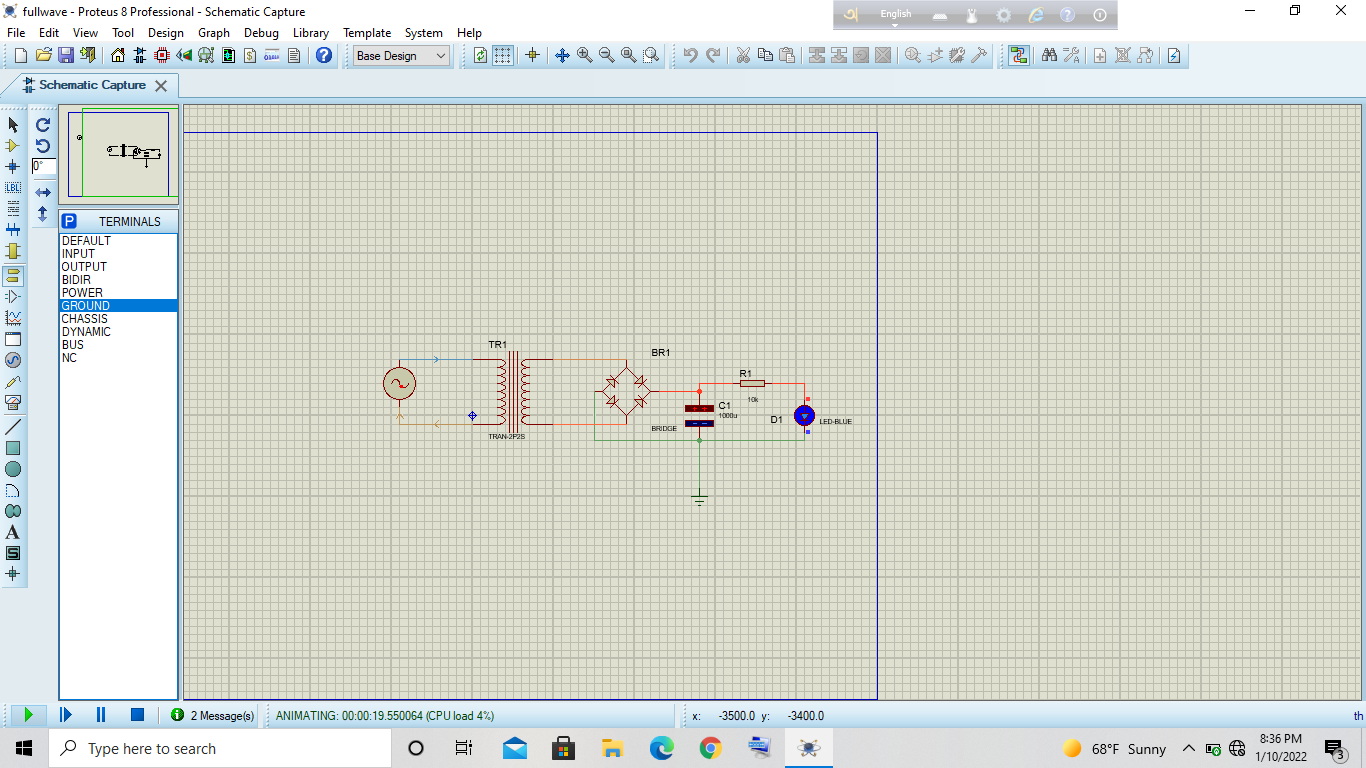 fullwave - Proteus 8 Professional - Schematic Capture
English
File Edit View Tool Design Graph Debug Library Template System Help
Base Design
Schematic Capture
0°
LBL
P TERMINALS
DEFAULT
INPUT
OUTPUT
BIDIR
POWER
GROUND
CHASSIS
DYNAMIC
BUS
NC
A
S
TR1
TRAN-2P2S
BR1
BRIDGE
R1
10k
C1
1000u
D1
LED-BLUE
2 Message(s)
ANIMATING: 00:00:19.550064 (CPU load 4%)
x: -3500.0 y: -3400.0
th
Type here to search
68°F Sunny
8:36 PM
1/10/2022
3